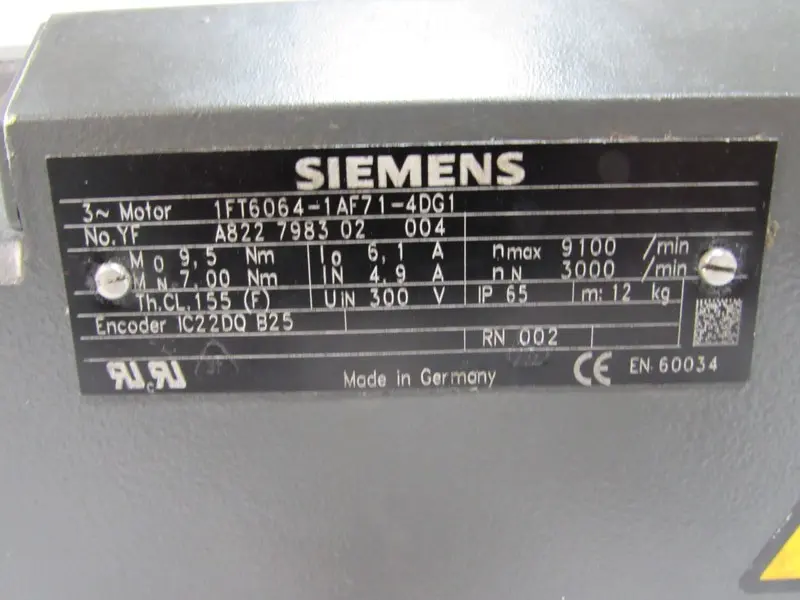 SIEMENS
3~ Motor 1FT6064-1AF71-4DG1
No.YF A822 7983 02 004
M0 9,5 Nm I0 6,1 A nmax 9100 /min
MN 7,00 Nm IN 4,9 A nN 3000 /min
Th.CL.155 (F) UIN 300 V IP 65 m: 12 kg
Encoder IC22DQ B25
RN 002
Made in Germany CE EN 60034